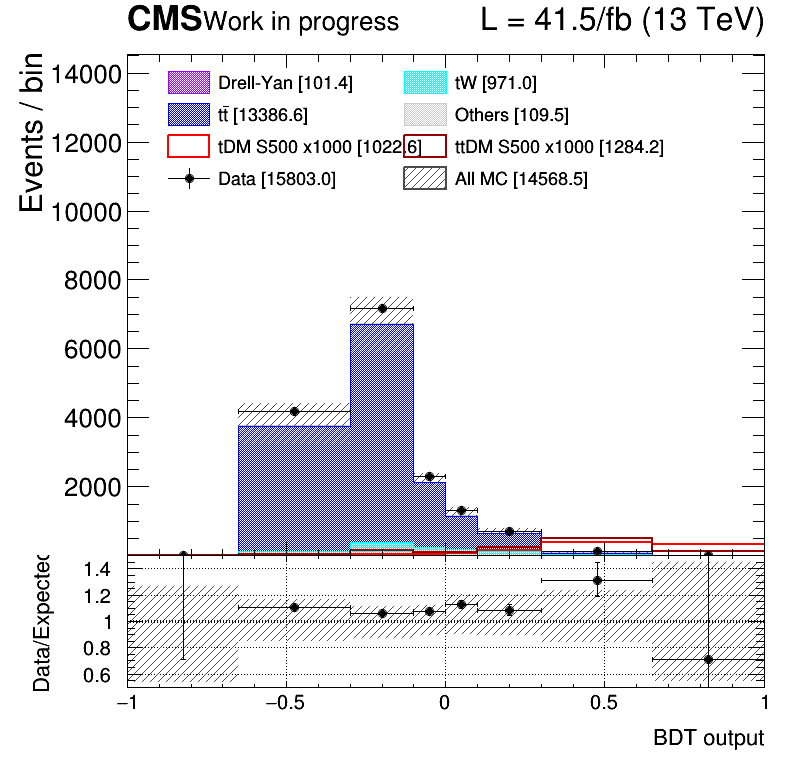 CMS Work in progress L = 41.5/fb (13 TeV)
Events / bin
14000
12000
10000
8000
6000
4000
2000
Drell-Yan [101.4] tW [971.0]
tt̄ [13386.6] Others [109.5]
tDM S500 x1000 [1022.6] ttDM S500 x1000 [1284.2]
Data [15803.0] All MC [14568.5]
Data/Expected
1.4
1.2
1
0.8
0.6
−1 −0.5 0 0.5 1
BDT output